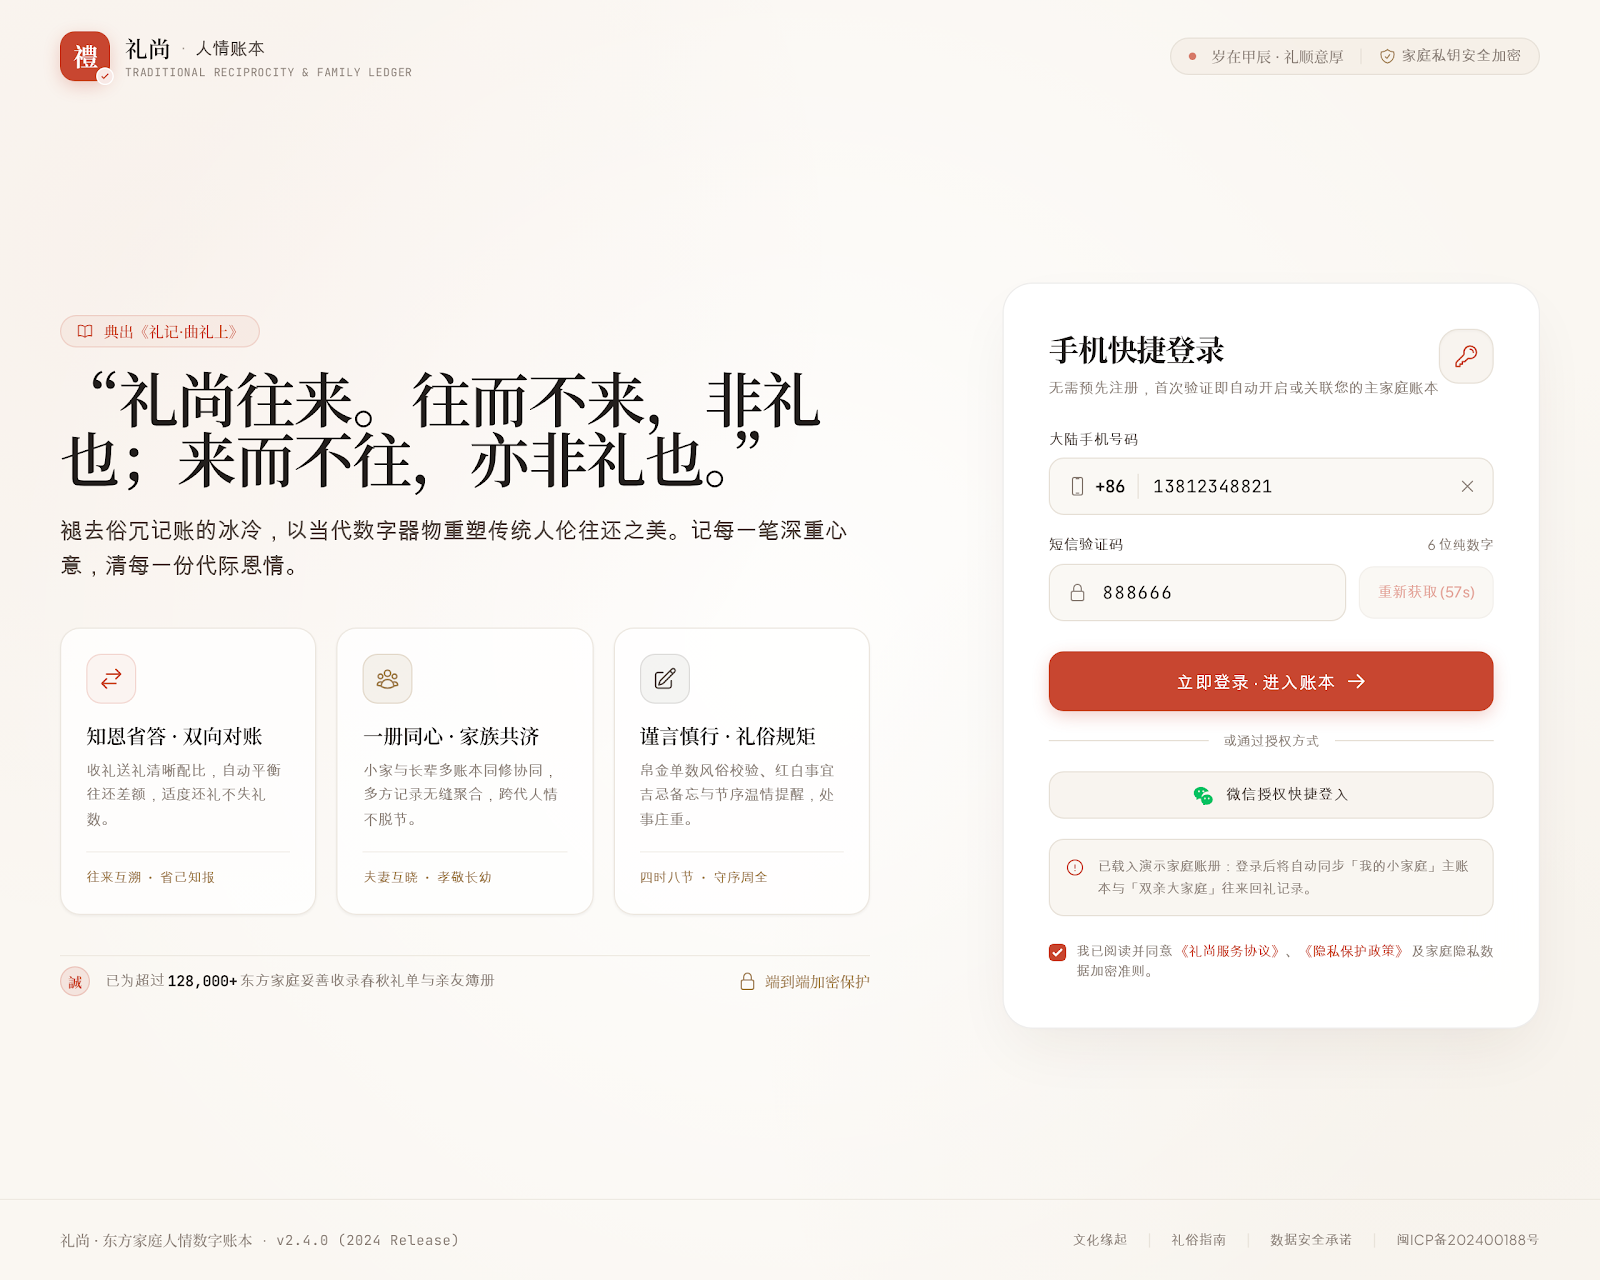 禮
礼尚 · 人情账本
TRADITIONAL RECIPROCITY & FAMILY LEDGER
岁在甲辰 · 礼顺意厚
家庭私钥安全加密
典出《礼记·曲礼上》
“礼尚往来。往而不来，非礼
也；来而不往，亦非礼也。”
褪去俗冗记账的冰冷，以当代数字器物重塑传统人伦往还之美。记每一笔深重心
意，清每一份代际恩情。
知恩省答 · 双向对账
收礼送礼清晰配比，自动平衡
往还差额，适度还礼不失礼
数。
往来互溯 · 省己知报
一册同心 · 家族共济
小家与长辈多账本同修协同，
多方记录无缝聚合，跨代人情
不脱节。
夫妻互晓 · 孝敬长幼
谨言慎行 · 礼俗规矩
帛金单数风俗校验、红白事宜
吉忌备忘与节序温情提醒，处
事庄重。
四时八节 · 守序周全
誠
已为超过 128,000+ 东方家庭妥善收录春秋礼单与亲友簿册
端到端加密保护
手机快捷登录
无需预先注册，首次验证即自动开启或关联您的主家庭账本
大陆手机号码
+86 13812348821
短信验证码
6 位纯数字
888666
重新获取 (57s)
立即登录 · 进入账本
或通过授权方式
微信授权快捷登入
已载入演示家庭账册：登录后将自动同步「我的小家庭」主账
本与「双亲大家庭」往来回礼记录。
我已阅读并同意《礼尚服务协议》、《隐私保护政策》及家庭隐私数
据加密准则。
礼尚 · 东方家庭人情数字账本 · v2.4.0 (2024 Release)
文化缘起
礼俗指南
数据安全承诺
闽ICP备202400188号